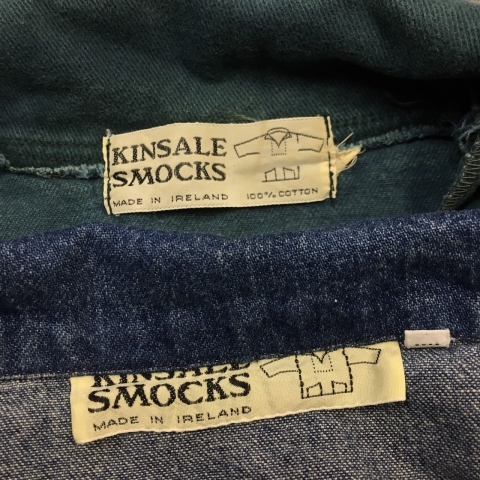 KINSALE
SMOCKS
MADE IN IRELAND 100% COTTON
KINSALE
SMOCKS
MADE IN IRELAND